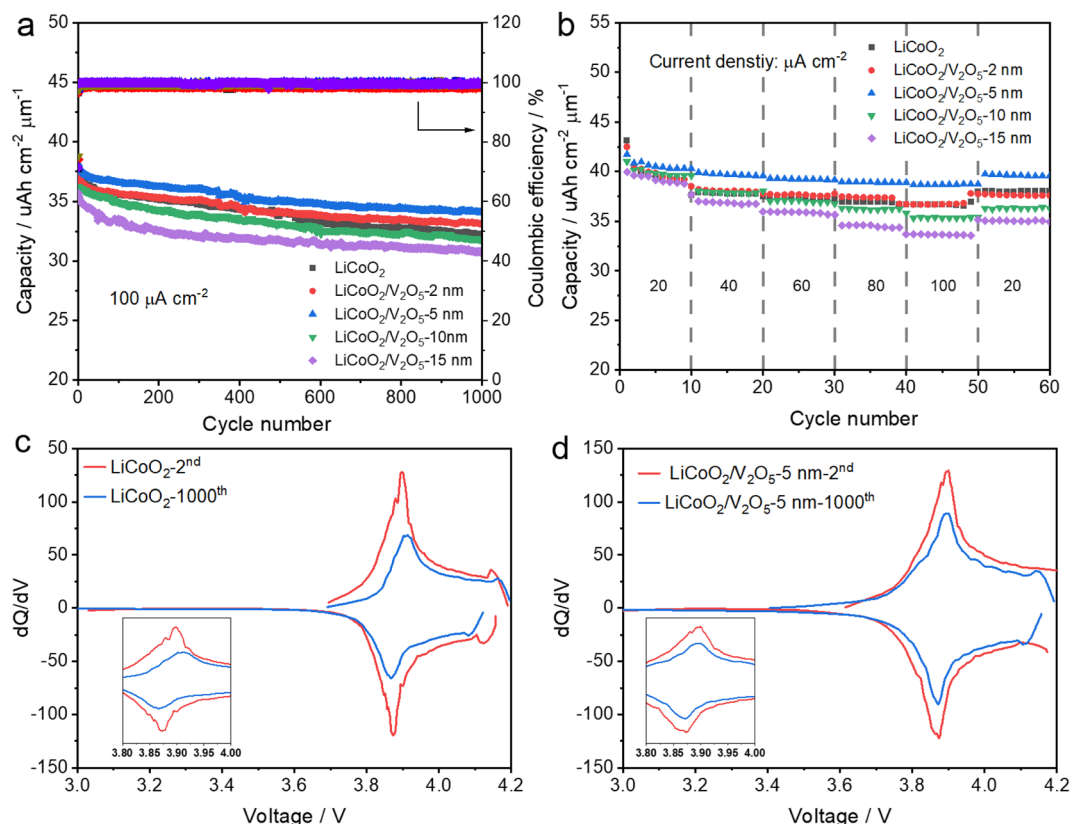 a
Capacity / uAh cm⁻² μm⁻¹
50
45
40
35
30
25
20
120
100
80
60
40
20
0
Coulombic efficiency / %
100 μA cm⁻²
LiCoO₂
LiCoO₂/V₂O₅-2 nm
LiCoO₂/V₂O₅-5 nm
LiCoO₂/V₂O₅-10nm
LiCoO₂/V₂O₅-15 nm
0 200 400 600 800 1000
Cycle number
b
Capacity / uAh cm⁻² μm⁻¹
55
50
45
40
35
30
25
20
Current denstiy: μA cm⁻²
LiCoO₂
LiCoO₂/V₂O₅-2 nm
LiCoO₂/V₂O₅-5 nm
LiCoO₂/V₂O₅-10 nm
LiCoO₂/V₂O₅-15 nm
20 40 60 80 100 20
0 10 20 30 40 50 60
Cycle number
c
dQ/dV
50
100
50
0
-50
-100
-150
LiCoO₂-2ⁿᵈ
LiCoO₂-1000ᵗʰ
3.80 3.85 3.90 3.95 4.00
3.0 3.2 3.4 3.6 3.8 4.0 4.2
Voltage / V
d
dQ/dV
150
100
50
0
-50
-100
-150
LiCoO₂/V₂O₅-5 nm-2ⁿᵈ
LiCoO₂/V₂O₅-5 nm-1000ᵗʰ
3.80 3.85 3.90 3.95 4.00
3.0 3.2 3.4 3.6 3.8 4.0 4.2
Voltage / V